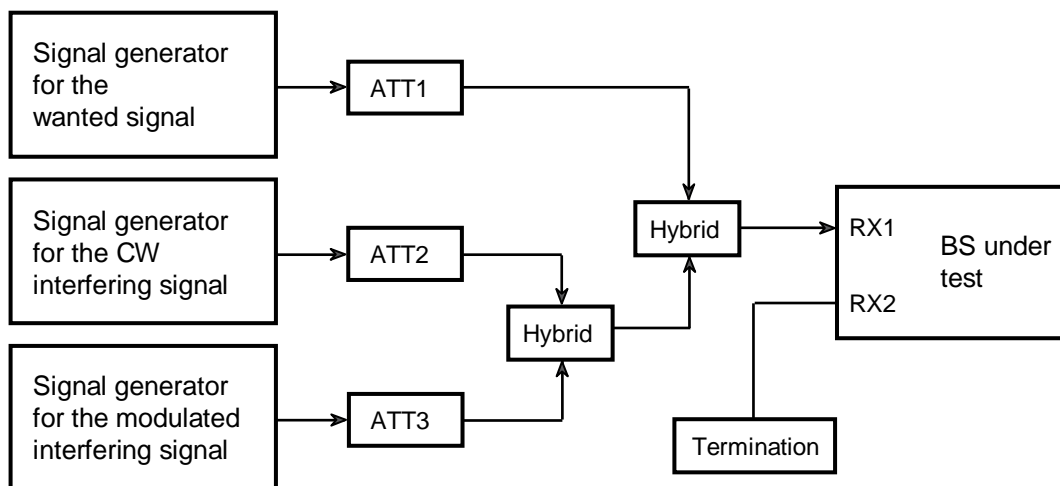 Signal generator
for the
wanted signal
ATT1
Signal generator
for the CW
interfering signal
ATT2
Signal generator
for the modulated
interfering signal
ATT3
Hybrid
Hybrid
RX1
RX2
BS under
test
Termination